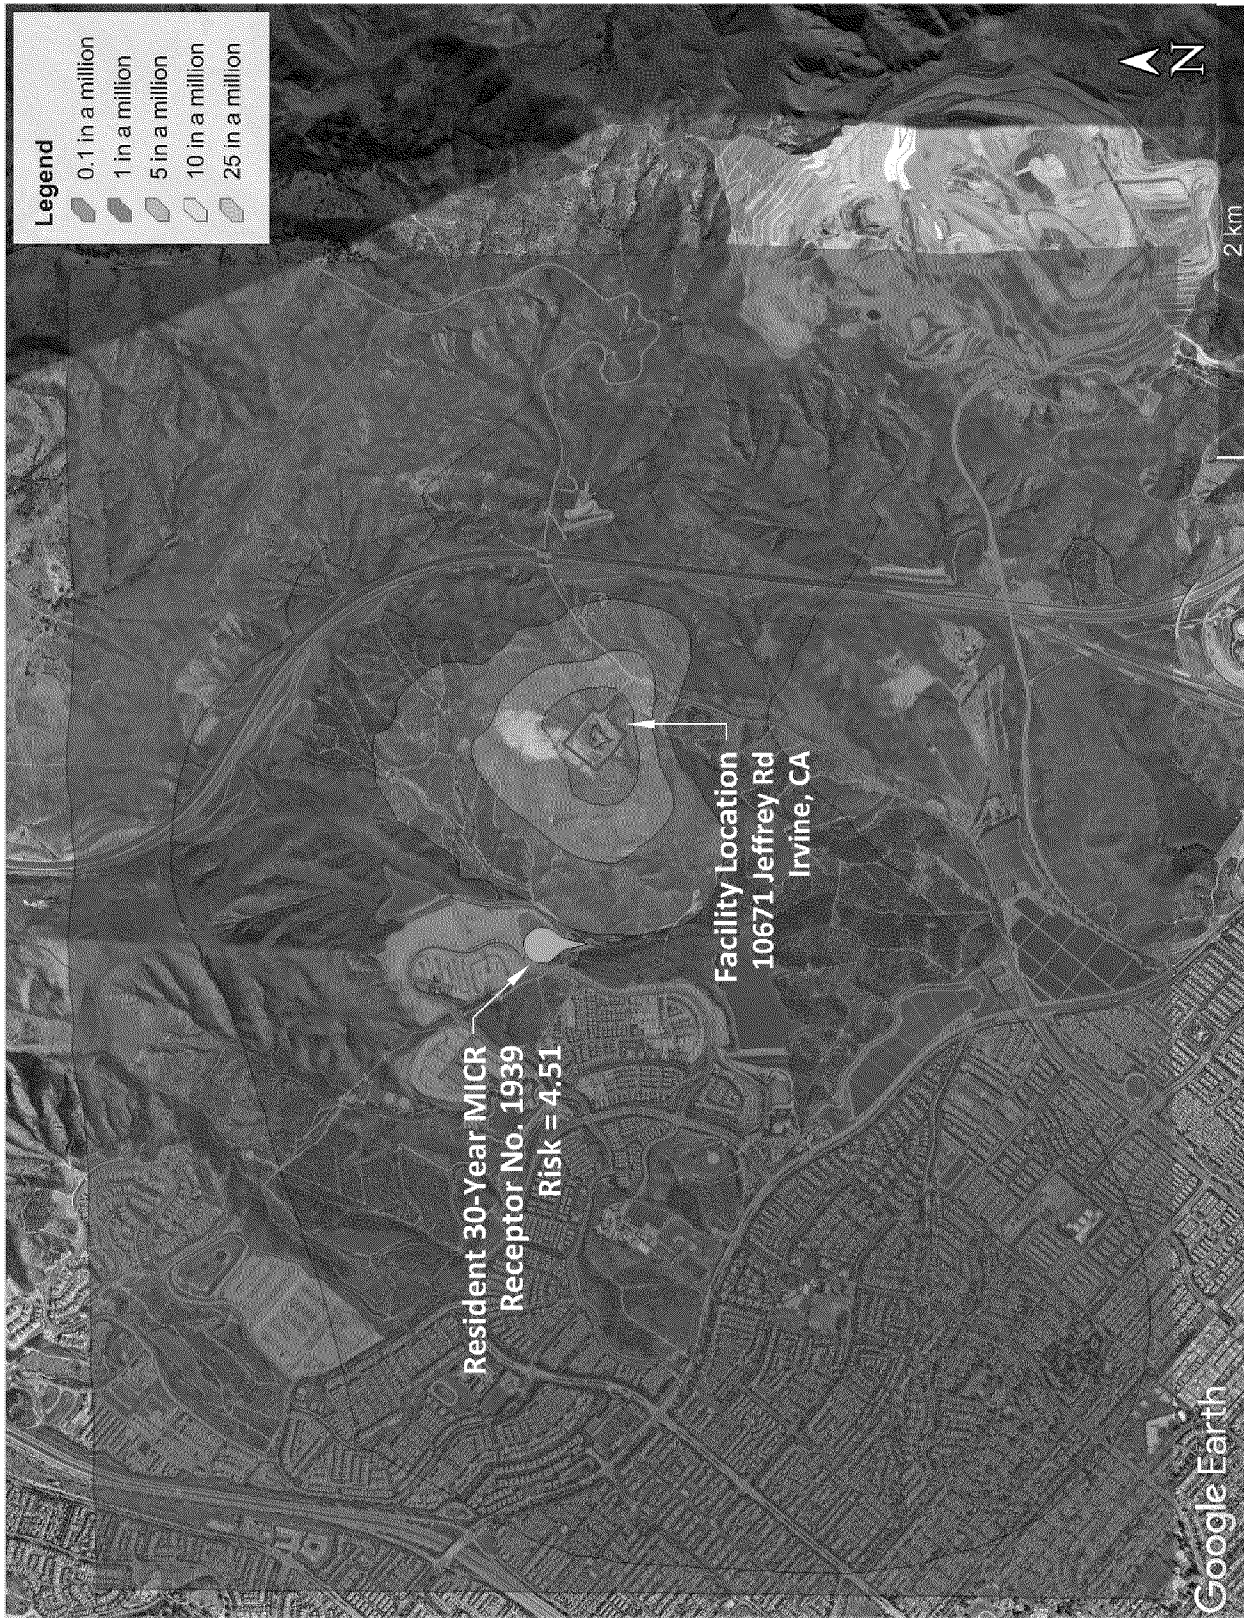 Legend
0.1 in a million
1 in a million
5 in a million
10 in a million
25 in a million
Resident 30-Year MICR
Receptor No. 1939
Risk = 4.51
Facility Location
10671 Jeffrey Rd
Irvine, CA
Google Earth
2 km
N